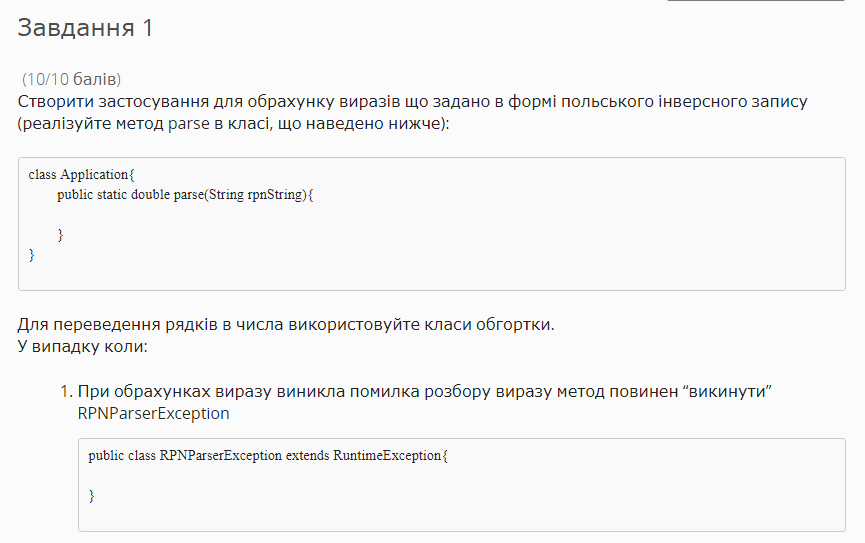 Завдання 1
(10/10 балів)
Створити застосування для обрахунку виразів що задано в формі польського інверсного запису
(реалізуйте метод parse в класі, що наведено нижче):
class Application{
public static double parse(String rpnString){
}
}
Для переведення рядків в числа використовуйте класи обгортки.
У випадку коли:
1. При обрахунках виразу виникла помилка розбору виразу метод повинен “викинути”
RPNParserException
public class RPNParserException extends RuntimeException{
}